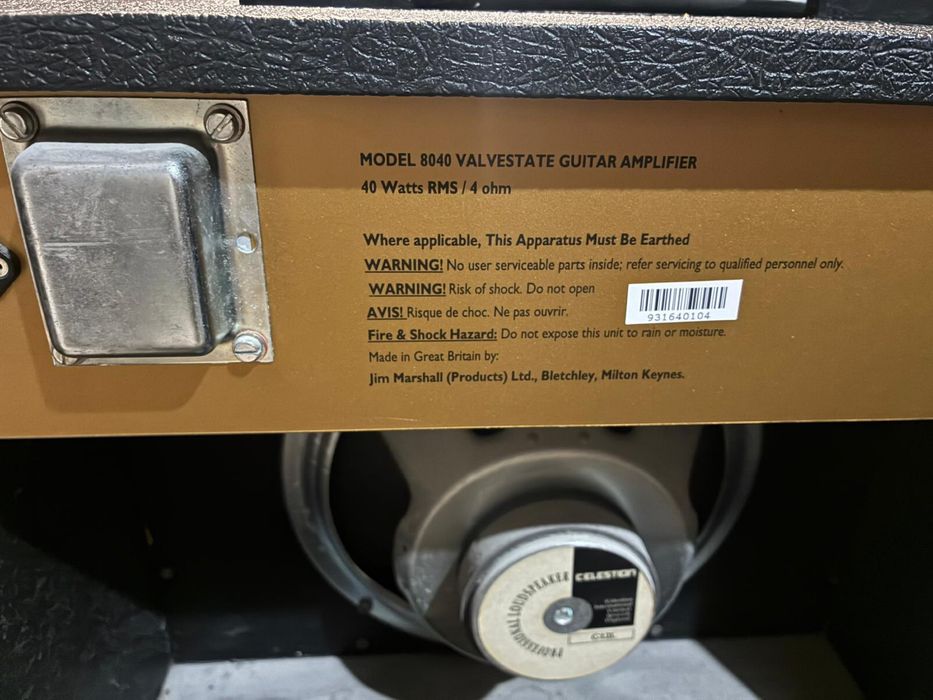 MODEL 8040 VALVESTATE GUITAR AMPLIFIER
40 Watts RMS / 4 ohm
Where applicable, This Apparatus Must Be Earthed
WARNING! No user serviceable parts inside; refer servicing to qualified personnel only.
WARNING! Risk of shock. Do not open
AVIS! Risque de choc. Ne pas ouvrir.
931640104
Fire & Shock Hazard: Do not expose this unit to rain or moisture.
Made in Great Britain by:
Jim Marshall (Products) Ltd., Bletchley, Milton Keynes.
CELESTION
PROFESSIONAL LOUDSPEAKER